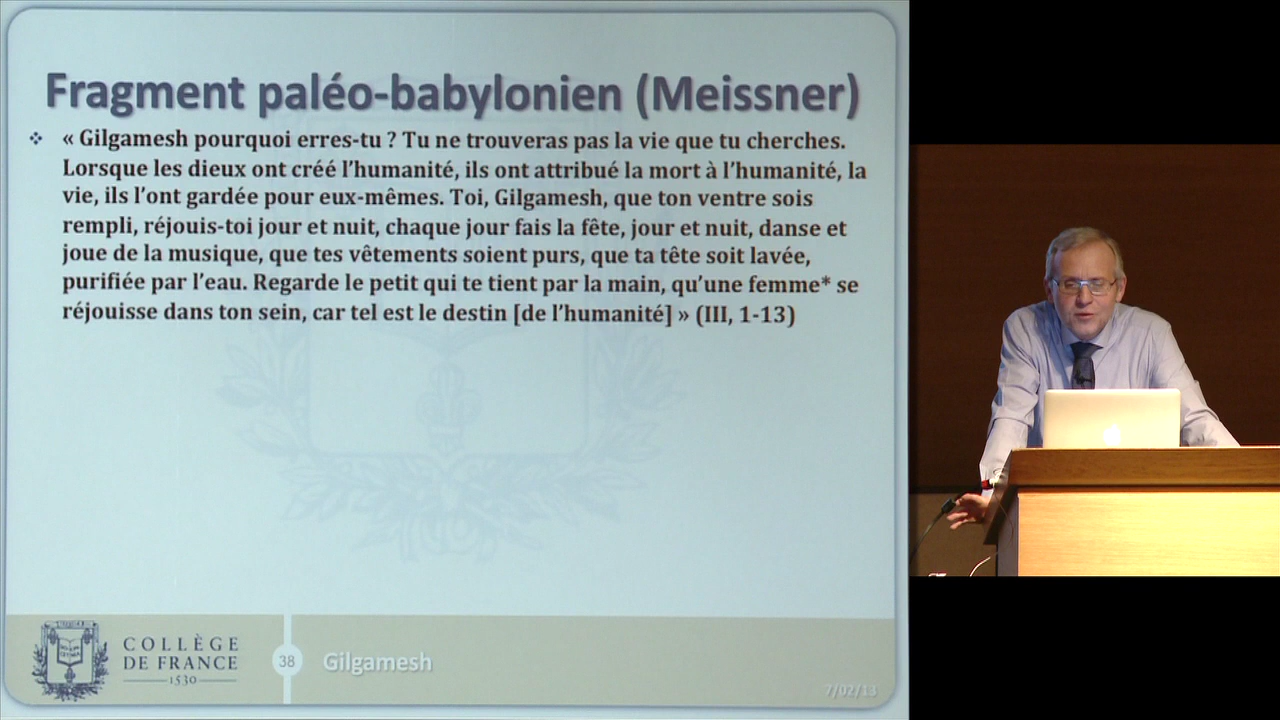 Fragment paléo-babylonien (Meissner)
« Gilgamesh pourquoi erres-tu ? Tu ne trouveras pas la vie que tu cherches.
Lorsque les dieux ont créé l’humanité, ils ont attribué la mort à l’humanité, la
vie, ils l’ont gardée pour eux-mêmes. Toi, Gilgamesh, que ton ventre sois
rempli, réjouis-toi jour et nuit, chaque jour fais la fête, jour et nuit, danse et
joue de la musique, que tes vêtements soient purs, que ta tête soit lavée,
purifiée par l’eau. Regarde le petit qui te tient par la main, qu’une femme* se
réjouisse dans ton sein, car tel est le destin [de l’humanité] » (III, 1-13)
COLLÈGE
DE FRANCE
1530
38
Gilgamesh
7/02/13